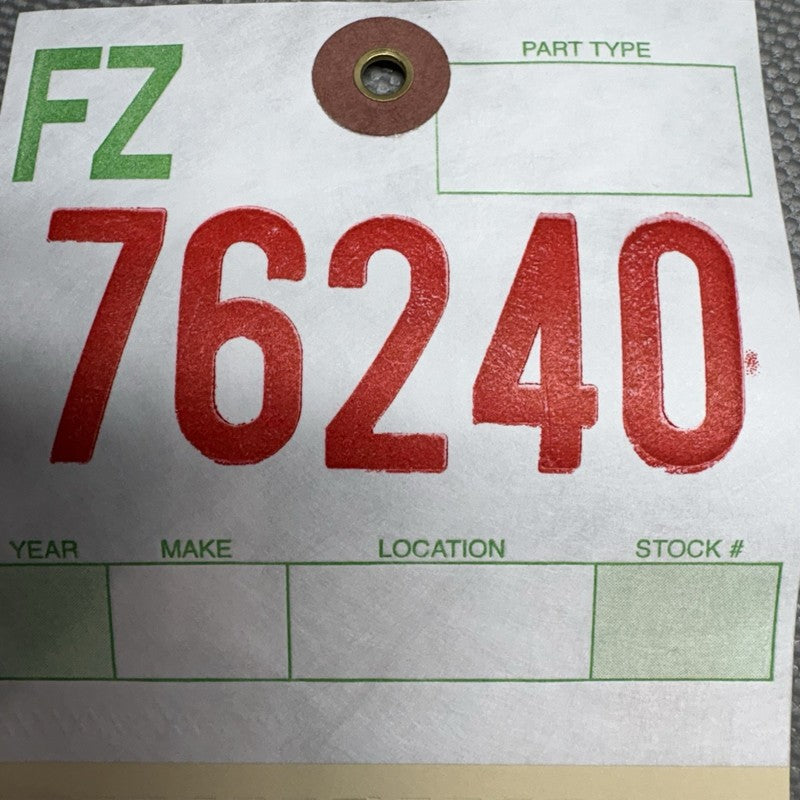 FZ
PART TYPE
76240
YEAR MAKE LOCATION STOCK #